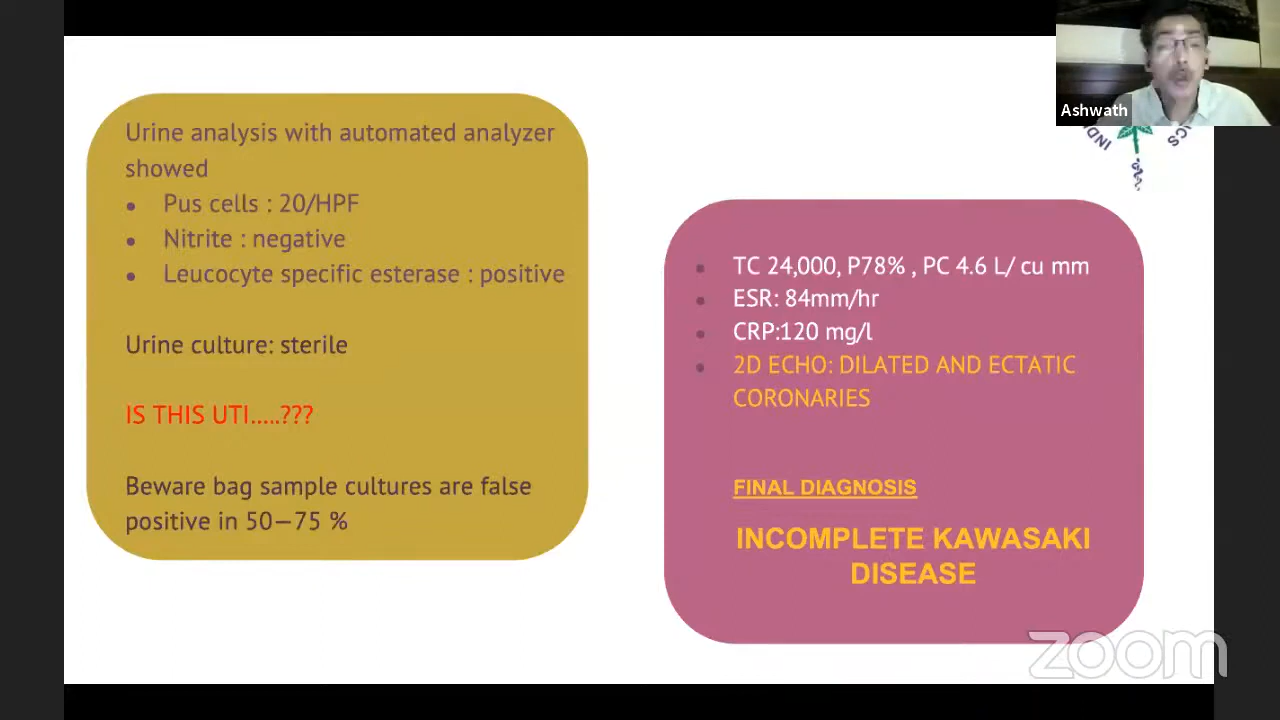 Ashwath
IND
ICS
Urine analysis with automated analyzer
showed
• Pus cells : 20/HPF
• Nitrite : negative
• Leucocyte specific esterase : positive
Urine culture: sterile
IS THIS UTI.....???
Beware bag sample cultures are false
positive in 50—75 %
• TC 24,000, P78% , PC 4.6 L/ cu mm
• ESR: 84mm/hr
• CRP:120 mg/l
• 2D ECHO: DILATED AND ECTATIC
CORONARIES
FINAL DIAGNOSIS
INCOMPLETE KAWASAKI
DISEASE
zoom